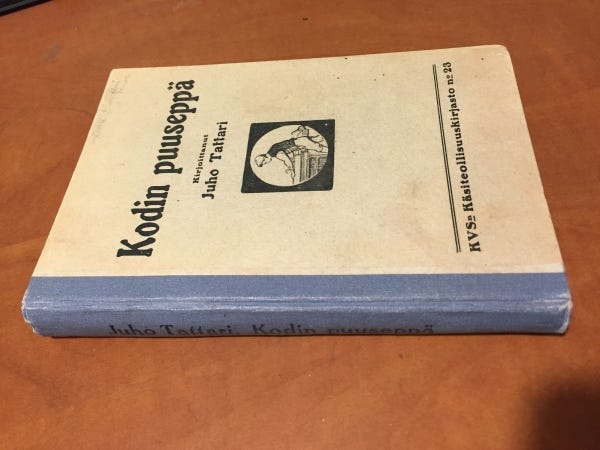 Kodin puuseppä
Kirjoittanut
Juho Tattari
KVS:n Käsiteollisuuskirjasto n:o 23
Juho Tattari. Kodin puuseppä